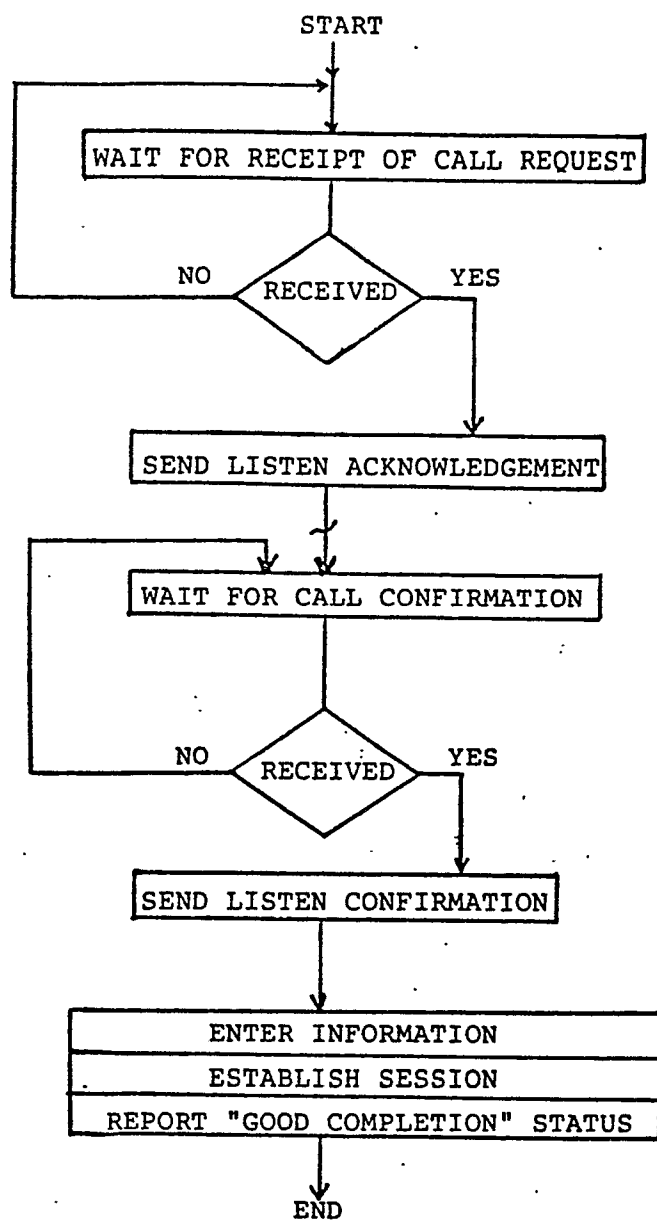 START
WAIT FOR RECEIPT OF CALL REQUEST
NO
RECEIVED
YES
SEND LISTEN ACKNOWLEDGEMENT
WAIT FOR CALL CONFIRMATION
NO
RECEIVED
YES
SEND LISTEN CONFIRMATION
ENTER INFORMATION
ESTABLISH SESSION
REPORT "GOOD COMPLETION" STATUS
END